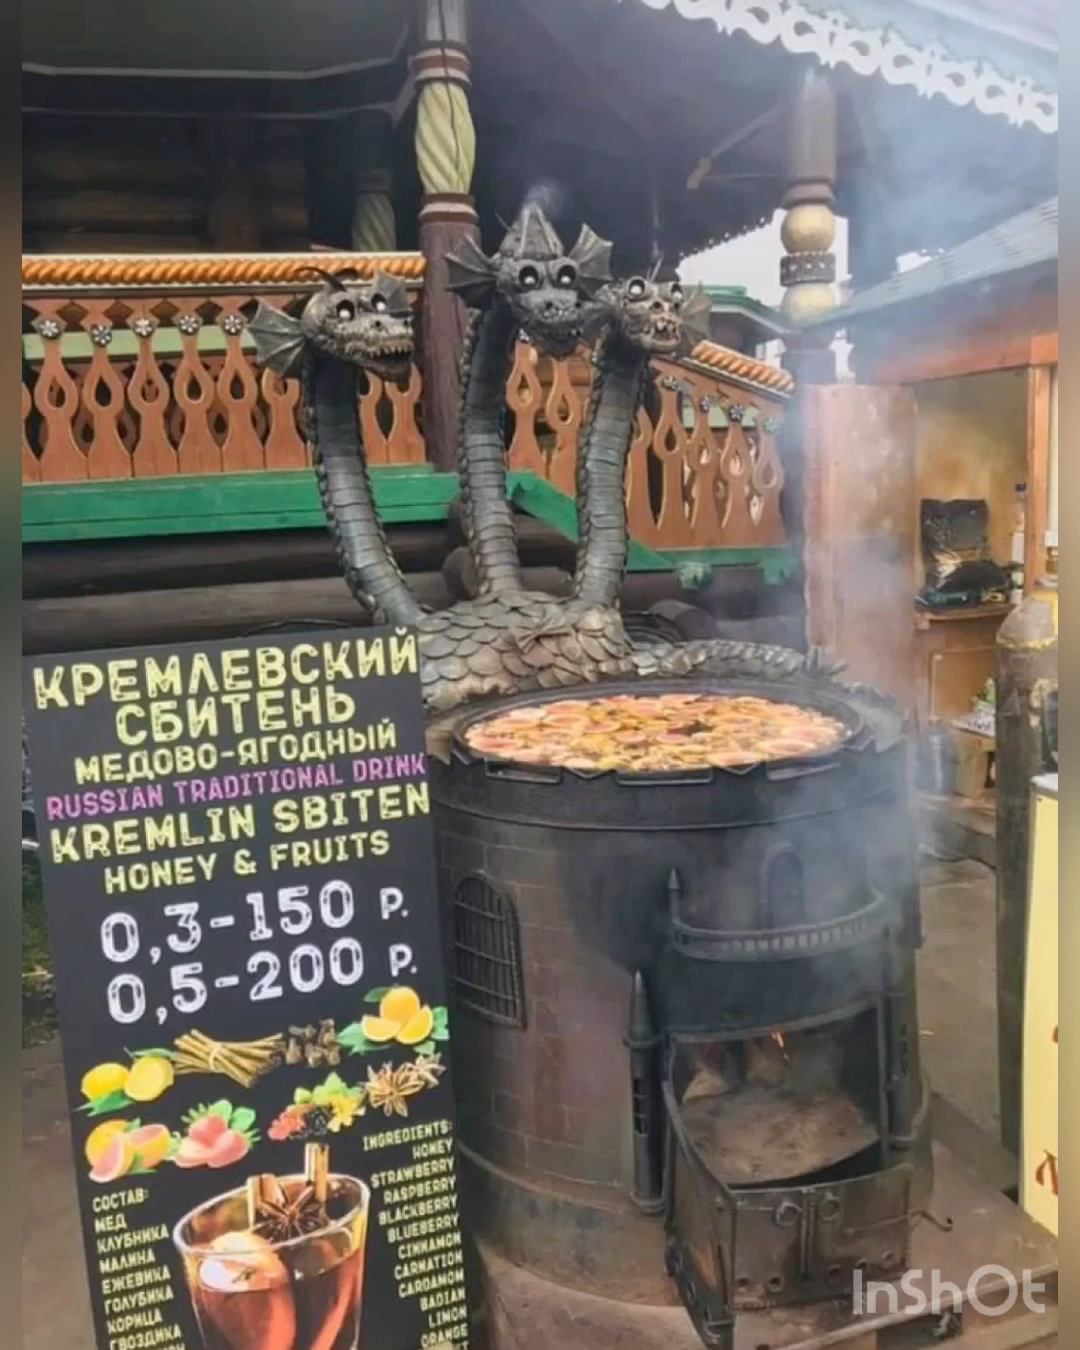 КРЕМЛЕВСКИЙ
СБИТЕНЬ
МЕДОВО-ЯГОДНЫЙ
RUSSIAN TRADITIONAL DRINK
KREMLIN SBITEN
HONEY & FRUITS
0,3-150 Р.
0,5-200 Р.
СОСТАВ:
МЕД
КЛУБНИКА
МАЛИНА
ЕЖЕВИКА
ГОЛУБИКА
КОРИЦА
ГВОЗДИКА
INGREDIENTS:
HONEY
STRAWBERRY
RASPBERRY
BLACKBERRY
BLUEBERRY
CINNAMON
CARNATION
CARDAMON
BADIAN
LIMON
ORANGE
InShOt